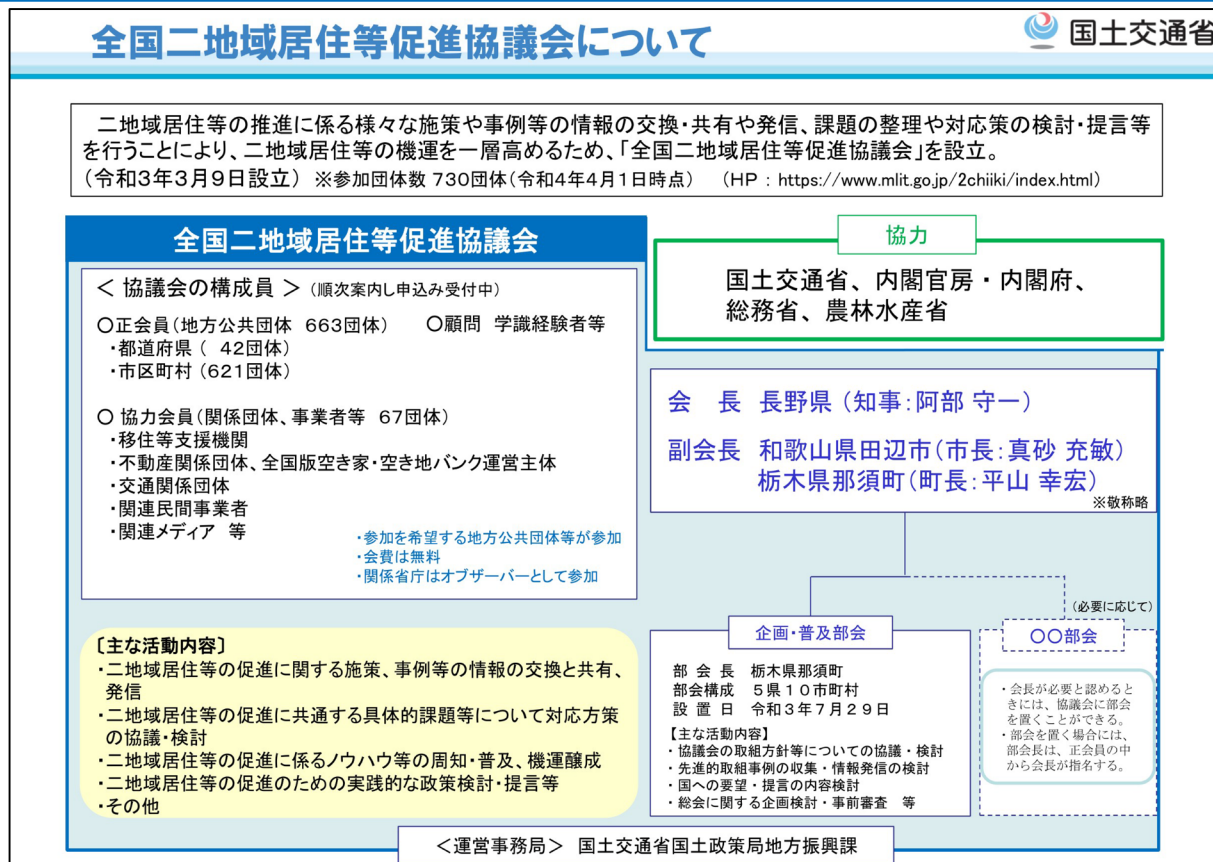 全国二地域居住等促進協議会について
国土交通省
二地域居住等の推進に係る様々な施策や事例等の情報の交換・共有や発信、課題の整理や対応策の検討・提言等
を行うことにより、二地域居住等の機運を一層高めるため、「全国二地域居住等促進協議会」を設立。
(令和3年3月9日設立) ※参加団体数 730団体(令和4年4月1日時点) (HP : https://www.mlit.go.jp/2chiiki/index.html)
全国二地域居住等促進協議会
＜ 協議会の構成員 ＞ (順次案内し申込み受付中)
○正会員(地方公共団体 663団体) ○顧問 学識経験者等
・都道府県 ( 42団体)
・市区町村 (621団体)
○ 協力会員(関係団体、事業者等 67団体)
・移住等支援機関
・不動産関係団体、全国版空き家・空き地バンク運営主体
・交通関係団体
・関連民間事業者
・関連メディア 等
・参加を希望する地方公共団体等が参加
・会費は無料
・関係省庁はオブザーバーとして参加
協力
国土交通省、内閣官房・内閣府、
総務省、農林水産省
会 長 長野県 (知事:阿部 守一)
副会長 和歌山県田辺市(市長:真砂 充敏)
栃木県那須町(町長:平山 幸宏)
※敬称略
〔主な活動内容〕
・二地域居住等の促進に関する施策、事例等の情報の交換と共有、
発信
・二地域居住等の促進に共通する具体的課題等について対応方策
の協議・検討
・二地域居住等の促進に係るノウハウ等の周知・普及、機運醸成
・二地域居住等の促進のための実践的な政策検討・提言等
・その他
企画・普及部会
部 会 長 栃木県那須町
部会構成 5県10市町村
設 置 日 令和3年7月29日
【主な活動内容】
・協議会の取組方針等についての協議・検討
・先進的取組事例の収集・情報発信の検討
・国への要望・提言の内容検討
・総会に関する企画検討・事前審査 等
(必要に応じて)
○○部会
・会長が必要と認めると
きには、協議会に部会
を置くことができる。
・部会を置く場合には、
部会長は、正会員の中
から会長が指名する。
＜運営事務局＞ 国土交通省国土政策局地方振興課